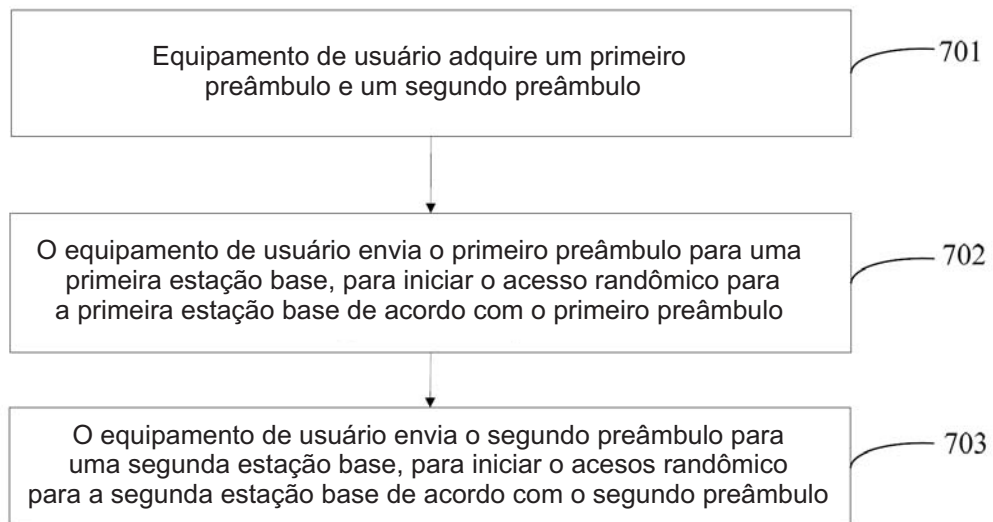 Equipamento de usuário adquire um primeiro
preâmbulo e um segundo preâmbulo
701
O equipamento de usuário envia o primeiro preâmbulo para uma
primeira estação base, para iniciar o acesso randômico para
a primeira estação base de acordo com o primeiro preâmbulo
702
O equipamento de usuário envia o segundo preâmbulo para
uma segunda estação base, para iniciar o acesos randômico
para a segunda estação base de acordo com o segundo preâmbulo
703